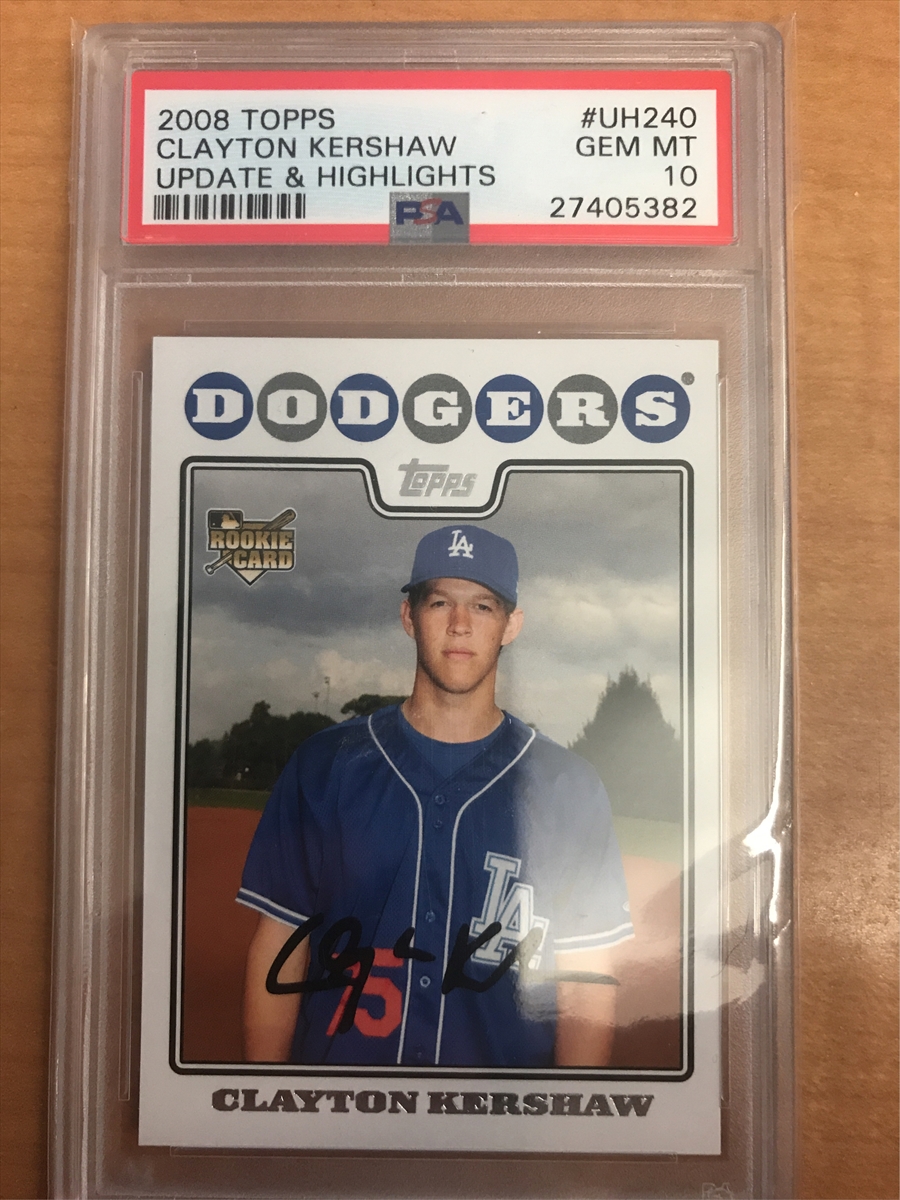 2008 TOPPS #UH240
CLAYTON KERSHAW GEM MT
UPDATE & HIGHLIGHTS 10
PSA 27405382
DODGERS
topps
ROOKIE
CARD
LA
LA
75
CLAYTON KERSHAW